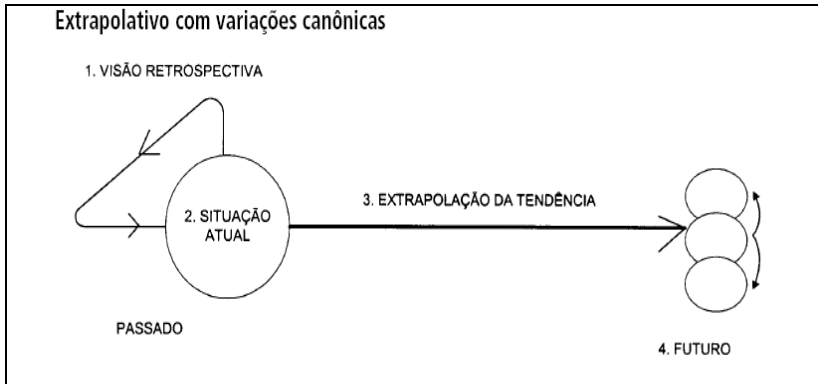 Extrapolativo com variações canônicas
1. VISÃO RETROSPECTIVA
3. EXTRAPOLAÇÃO DA TENDÊNCIA
2. SITUAÇÃO
ATUAL
PASSADO
4. FUTURO